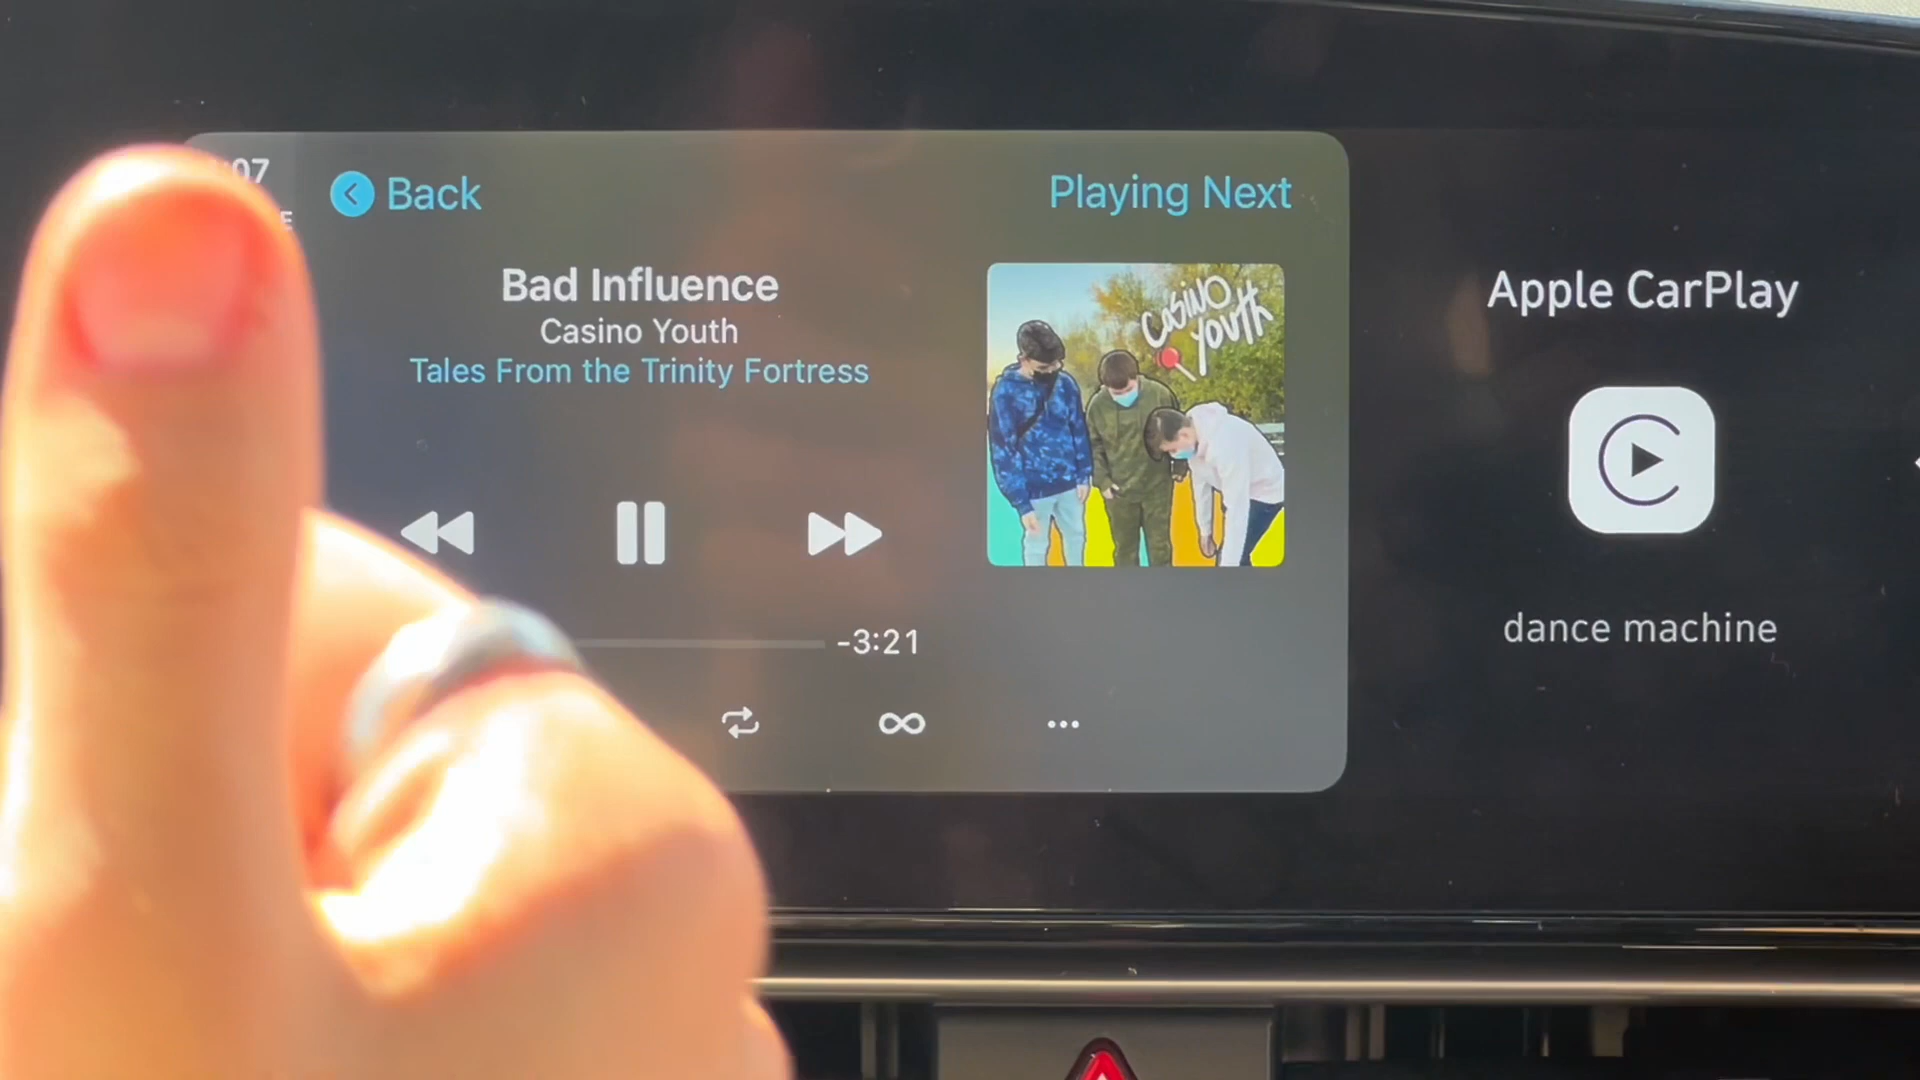 :07
E
Back
Playing Next
Bad Influence
Casino Youth
Tales From the Trinity Fortress
CASiNO
YOUTH
-3:21
Apple CarPlay
dance machine